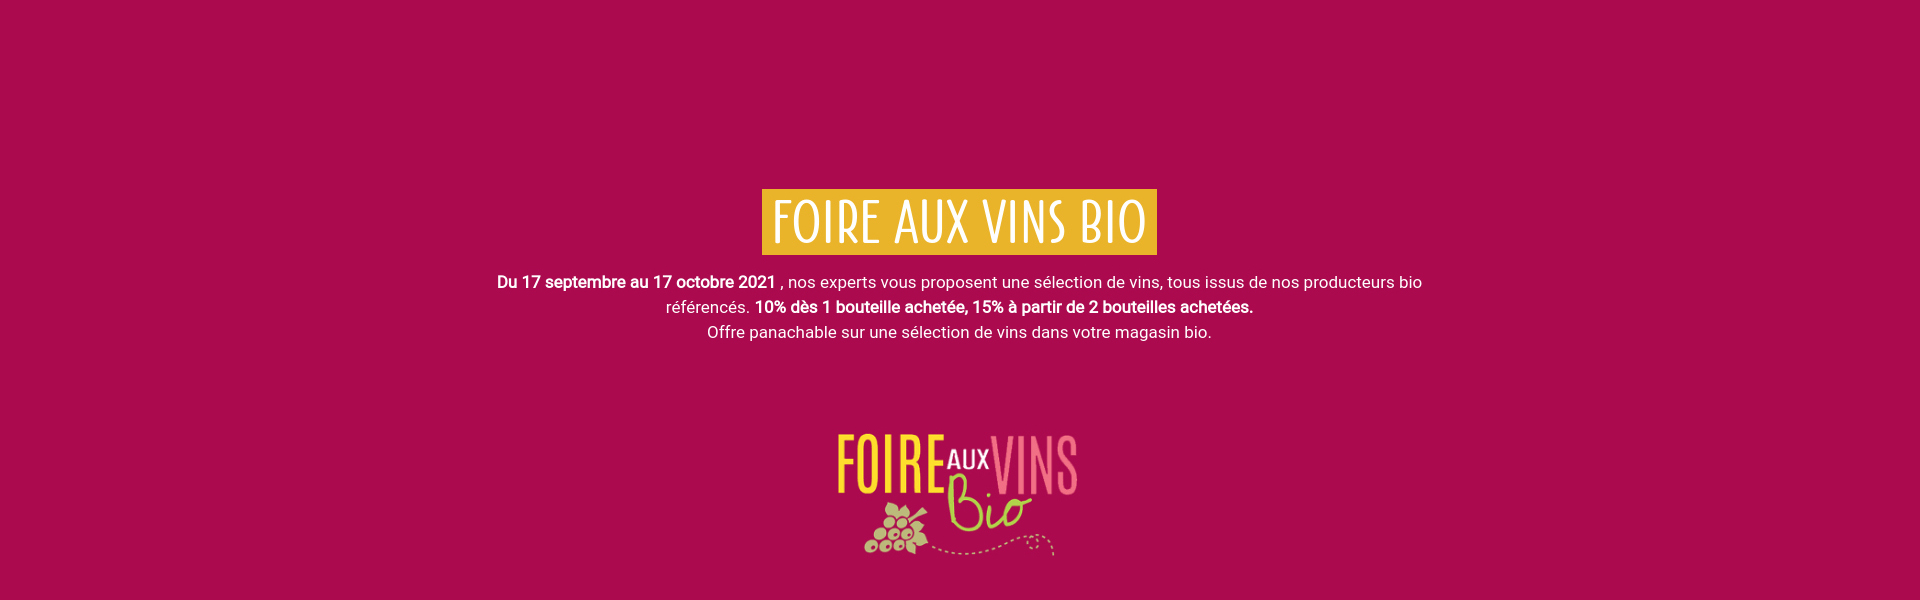 FOIRE AUX VINS BIO
Du 17 septembre au 17 octobre 2021 , nos experts vous proposent une sélection de vins, tous issus de nos producteurs bio
référencés. 10% dès 1 bouteille achetée, 15% à partir de 2 bouteilles achetées.
Offre panachable sur une sélection de vins dans votre magasin bio.
FOIRE AUX VINS
Bio